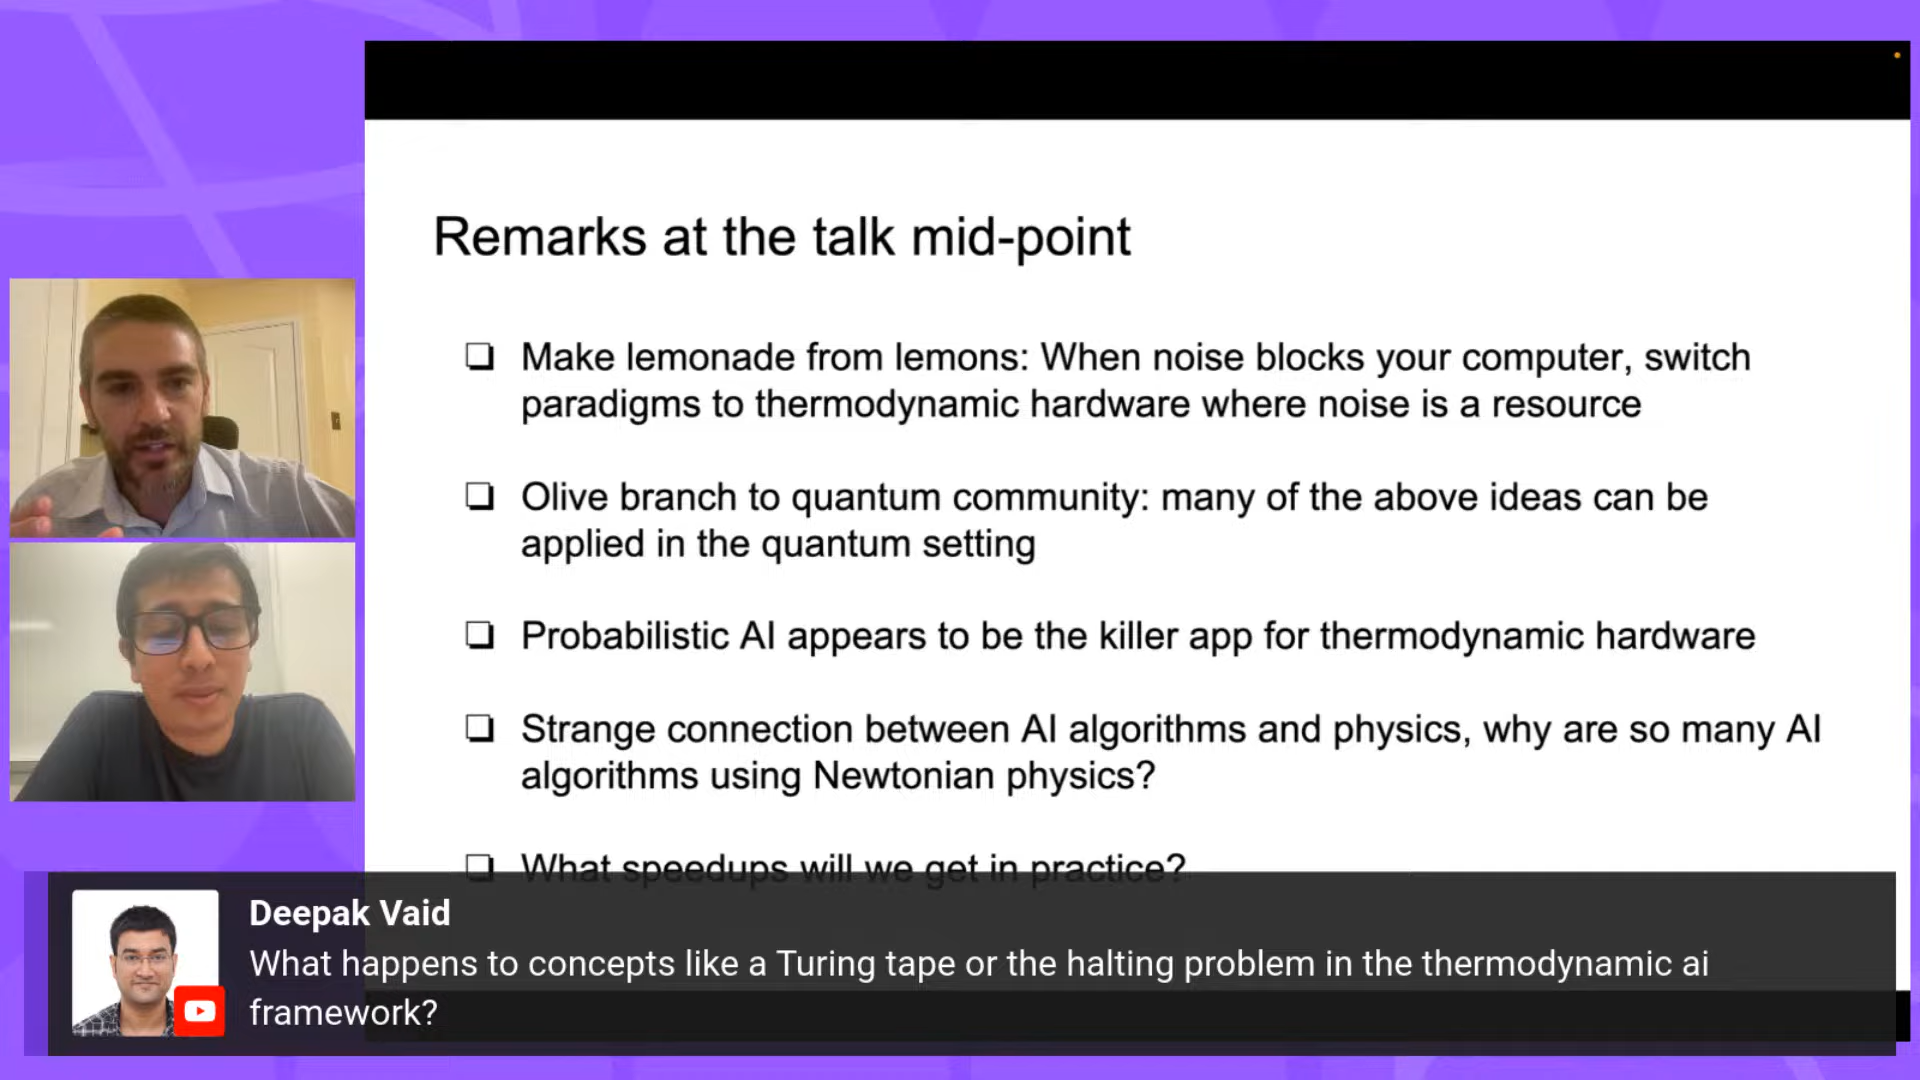 Remarks at the talk mid-point
Make lemonade from lemons: When noise blocks your computer, switch
paradigms to thermodynamic hardware where noise is a resource
Olive branch to quantum community: many of the above ideas can be
applied in the quantum setting
Probabilistic AI appears to be the killer app for thermodynamic hardware
Strange connection between AI algorithms and physics, why are so many AI
algorithms using Newtonian physics?
What speedups will we get in practice?
Deepak Vaid
What happens to concepts like a Turing tape or the halting problem in the thermodynamic ai
framework?